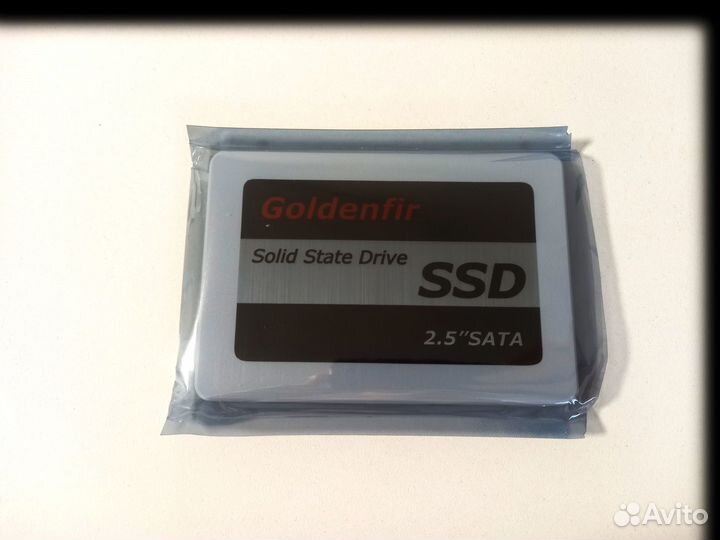 Goldenfir
Solid State Drive
SSD
2.5″SATA
Avito